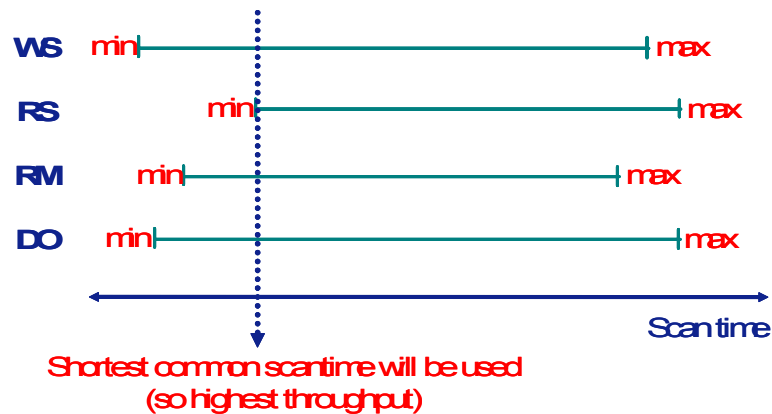 WS min max
RS min max
RM min max
DO min max
Scan time
Shortest common scantime will be used
(so highest throughput)